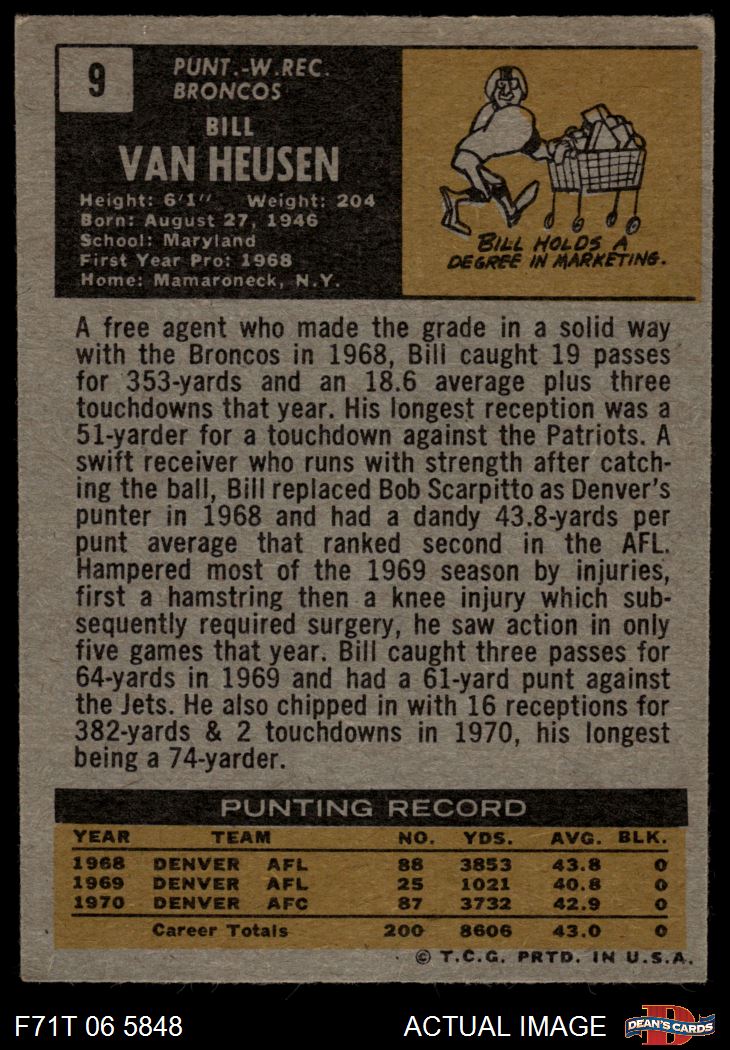 9
PUNT.-W.REC.
BRONCOS
BILL
VAN HEUSEN
Height: 6'1" Weight: 204
Born: August 27, 1946
School: Maryland
First Year Pro: 1968
Home: Mamaroneck, N.Y.
BILL HOLDS A
DEGREE IN MARKETING.
A free agent who made the grade in a solid way
with the Broncos in 1968, Bill caught 19 passes
for 353-yards and an 18.6 average plus three
touchdowns that year. His longest reception was a
51-yarder for a touchdown against the Patriots. A
swift receiver who runs with strength after catch-
ing the ball, Bill replaced Bob Scarpitto as Denver's
punter in 1968 and had a dandy 43.8-yards per
punt average that ranked second in the AFL.
Hampered most of the 1969 season by injuries,
first a hamstring then a knee injury which sub-
sequently required surgery, he saw action in only
five games that year. Bill caught three passes for
64-yards in 1969 and had a 61-yard punt against
the Jets. He also chipped in with 16 receptions for
382-yards & 2 touchdowns in 1970, his longest
being a 74-yarder.
PUNTING RECORD
YEAR TEAM NO. YDS. AVG. BLK.
1968 DENVER AFL 88 3853 43.8 0
1969 DENVER AFL 25 1021 40.8 0
1970 DENVER AFC 87 3732 42.9 0
Career Totals 200 8606 43.0 0
© T.C.G. PRTD. IN U.S.A.
F71T 06 5848 ACTUAL IMAGE D DEAN'S CARDS